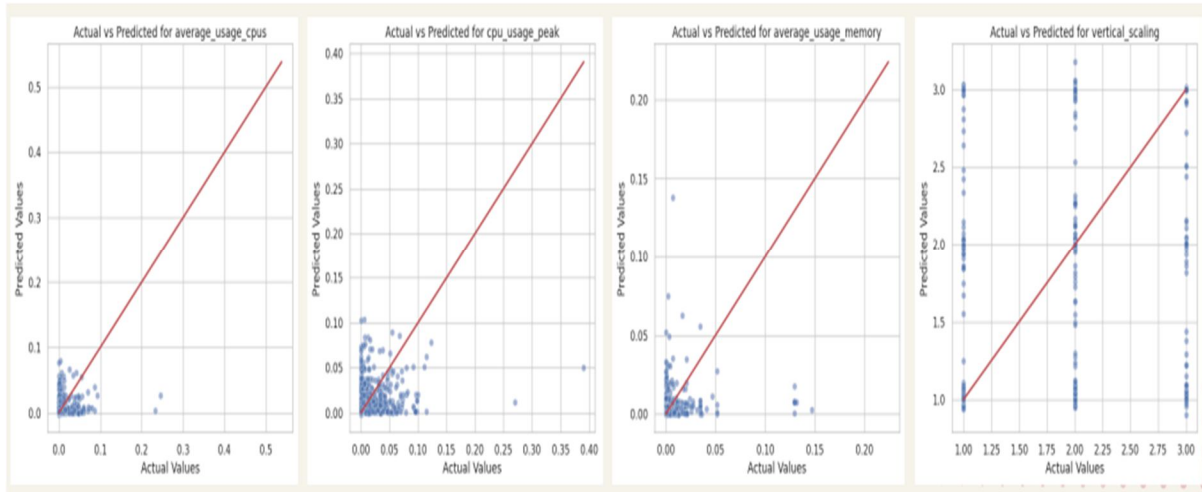 Actual vs Predicted for average_usage_cpus
Predicted Values
0.5
0.4
0.3
0.2
0.1
0.0
0.0 0.1 0.2 0.3 0.4 0.5
Actual Values
Actual vs Predicted for cpu_usage_peak
Predicted Values
0.40
0.35
0.30
0.25
0.20
0.15
0.10
0.05
0.00
0.00 0.05 0.10 0.15 0.20 0.25 0.30 0.35 0.40
Actual Values
Actual vs Predicted for average_usage_memory
Predicted Values
0.20
0.15
0.10
0.05
0.00
0.00 0.05 0.10 0.15 0.20
Actual Values
Actual vs Predicted for vertical_scaling
Predicted Values
3.0
2.5
2.0
1.5
1.0
1.00 1.25 1.50 1.75 2.00 2.25 2.50 2.75 3.00
Actual Values